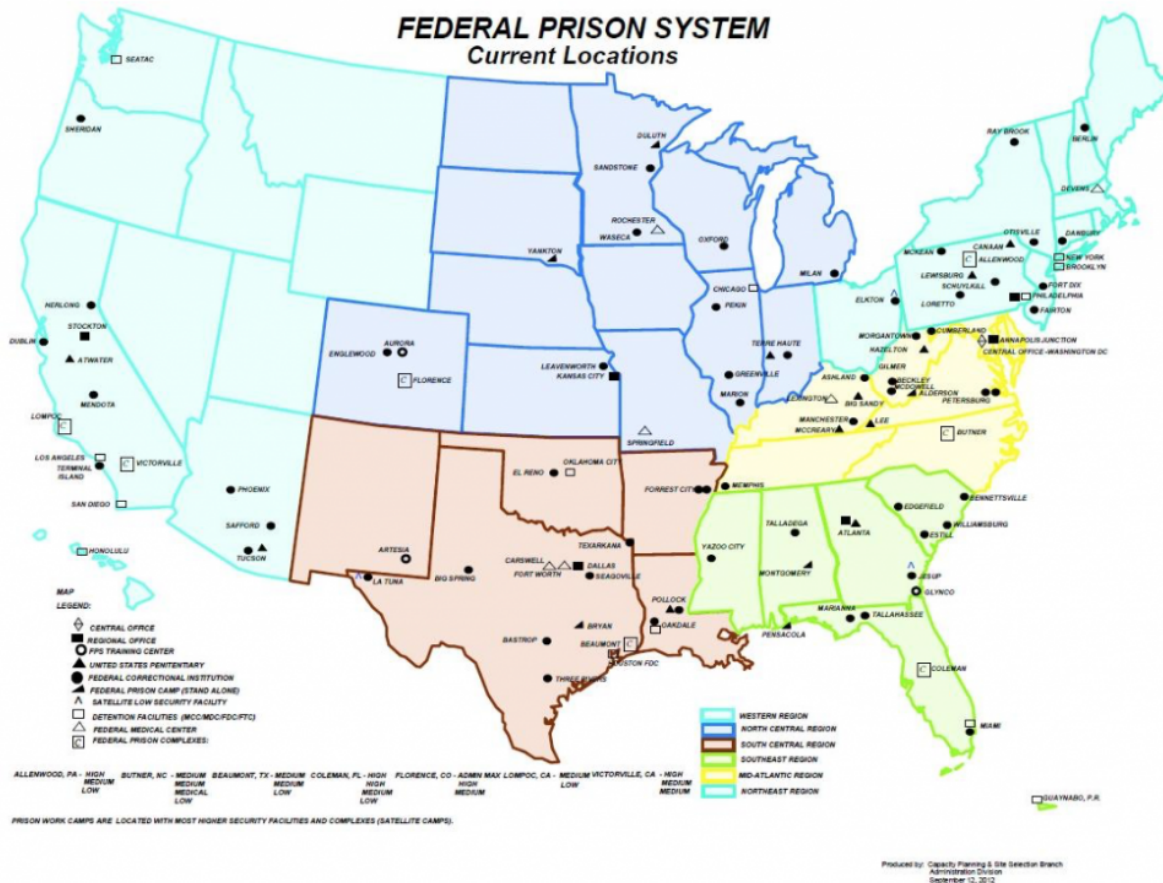 FEDERAL PRISON SYSTEM
Current Locations
SEATAC
SHERIDAN
DULUTH
SANDSTONE
ROCHESTER
WASECA
OXFORD
YANKTON
MILAN
CHICAGO
PEKIN
RAY BROOK
BERLIN
DEVENS
OTISVILLE
DANBURY
MCKEAN
CANAAN
C ALLENWOOD
NEW YORK
BROOKLYN
LEWISBURG
SCHUYLKILL
FORT DIX
ELKTON
LORETTO
PHILADELPHIA
FAIRTON
HERLONG
STOCKTON
DUBLIN
ATWATER
MENDOTA
LOMPOC
C
LOS ANGELES
TERMINAL
ISLAND
C VICTORVILLE
SAN DIEGO
PHOENIX
SAFFORD
TUCSON
HONOLULU
AURORA
ENGLEWOOD
C FLORENCE
LEAVENWORTH
KANSAS CITY
TERRE HAUTE
GREENVILLE
MARION
SPRINGFIELD
CUMBERLAND
MORGANTOWN
HAZELTON
ANNAPOLIS JUNCTION
CENTRAL OFFICE -WASHINGTON DC
GILMER
ASHLAND
BECKLEY
MCDOWELL
ALDERSON
LEXINGTON
BIG SANDY
PETERSBURG
MANCHESTER
LEE
MCCREARY
C BUTNER
EL RENO
OKLAHOMA CITY
FORREST CITY
MEMPHIS
BENNETTSVILLE
EDGEFIELD
TALLADEGA
ATLANTA
WILLIAMSBURG
ESTILL
TEXARKANA
YAZOO CITY
ARTESIA
CARSWELL
DALLAS
FORT WORTH
SEAGOVILLE
LA TUNA
BIG SPRING
MONTGOMERY
JESUP
GLYNCO
POLLOCK
OAKDALE
MARIANNA
TALLAHASSEE
BRYAN
PENSACOLA
BASTROP
BEAUMONT C
HOUSTON FDC
THREE RIVERS
C COLEMAN
MIAMI
GUAYNABO, P.R.
MAP
LEGEND:
CENTRAL OFFICE
REGIONAL OFFICE
FPS TRAINING CENTER
UNITED STATES PENITENTIARY
FEDERAL CORRECTIONAL INSTITUTION
FEDERAL PRISON CAMP (STAND ALONE)
SATELLITE LOW SECURITY FACILITY
DETENTION FACILITIES (MCC/MDC/FDC/FTC)
FEDERAL MEDICAL CENTER
C FEDERAL PRISON COMPLEXES:
WESTERN REGION
NORTH CENTRAL REGION
SOUTH CENTRAL REGION
SOUTHEAST REGION
MID-ATLANTIC REGION
NORTHEAST REGION
ALLENWOOD, PA - HIGH BUTNER, NC - MEDIUM BEAUMONT, TX - MEDIUM COLEMAN, FL - HIGH FLORENCE, CO - ADMIN MAX LOMPOC, CA - MEDIUM VICTORVILLE, CA - HIGH
MEDIUM MEDIUM MEDIUM HIGH HIGH LOW MEDIUM
LOW MEDICAL LOW MEDIUM MEDIUM MEDIUM
LOW LOW
PRISON WORK CAMPS ARE LOCATED WITH MOST HIGHER SECURITY FACILITIES AND COMPLEXES (SATELLITE CAMPS).
Produced by: Capacity Planning & Site Selection Branch
Administration Division
September 12, 2012